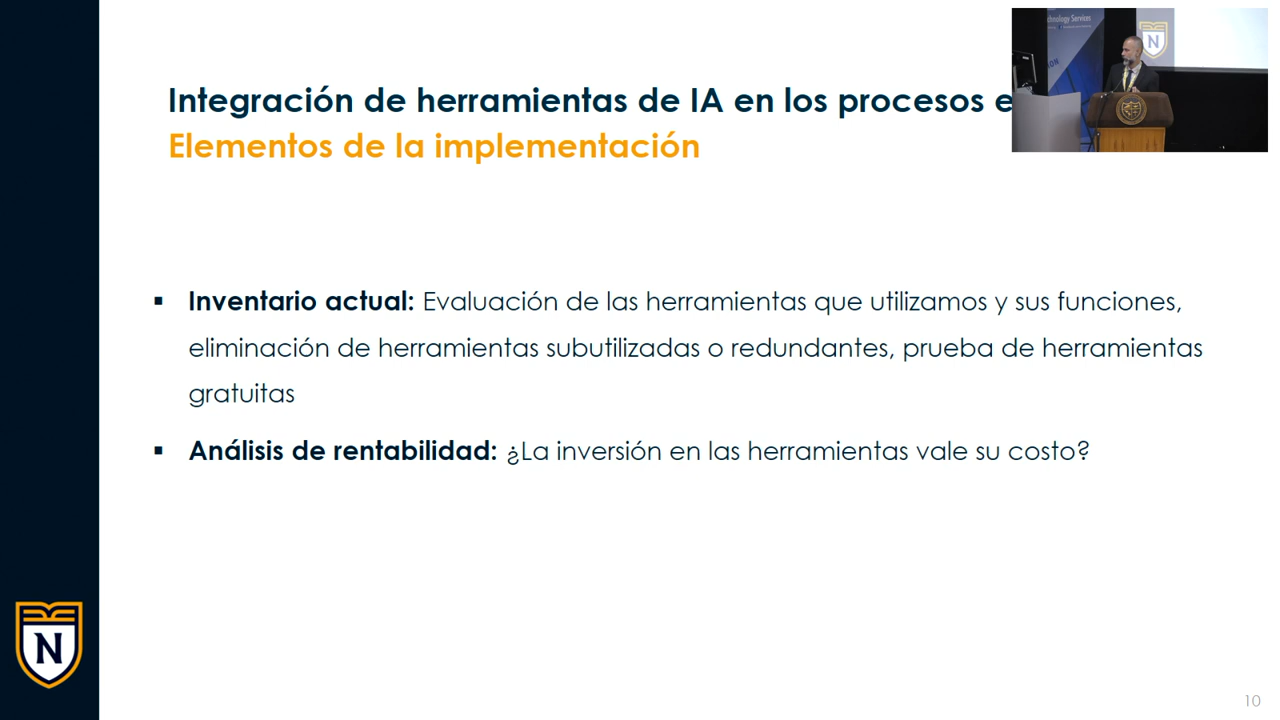 Integración de herramientas de IA en los procesos e
Elementos de la implementación
▪ Inventario actual: Evaluación de las herramientas que utilizamos y sus funciones,
eliminación de herramientas subutilizadas o redundantes, prueba de herramientas
gratuitas
▪ Análisis de rentabilidad: ¿La inversión en las herramientas vale su costo?
N
10
chnology Services
N